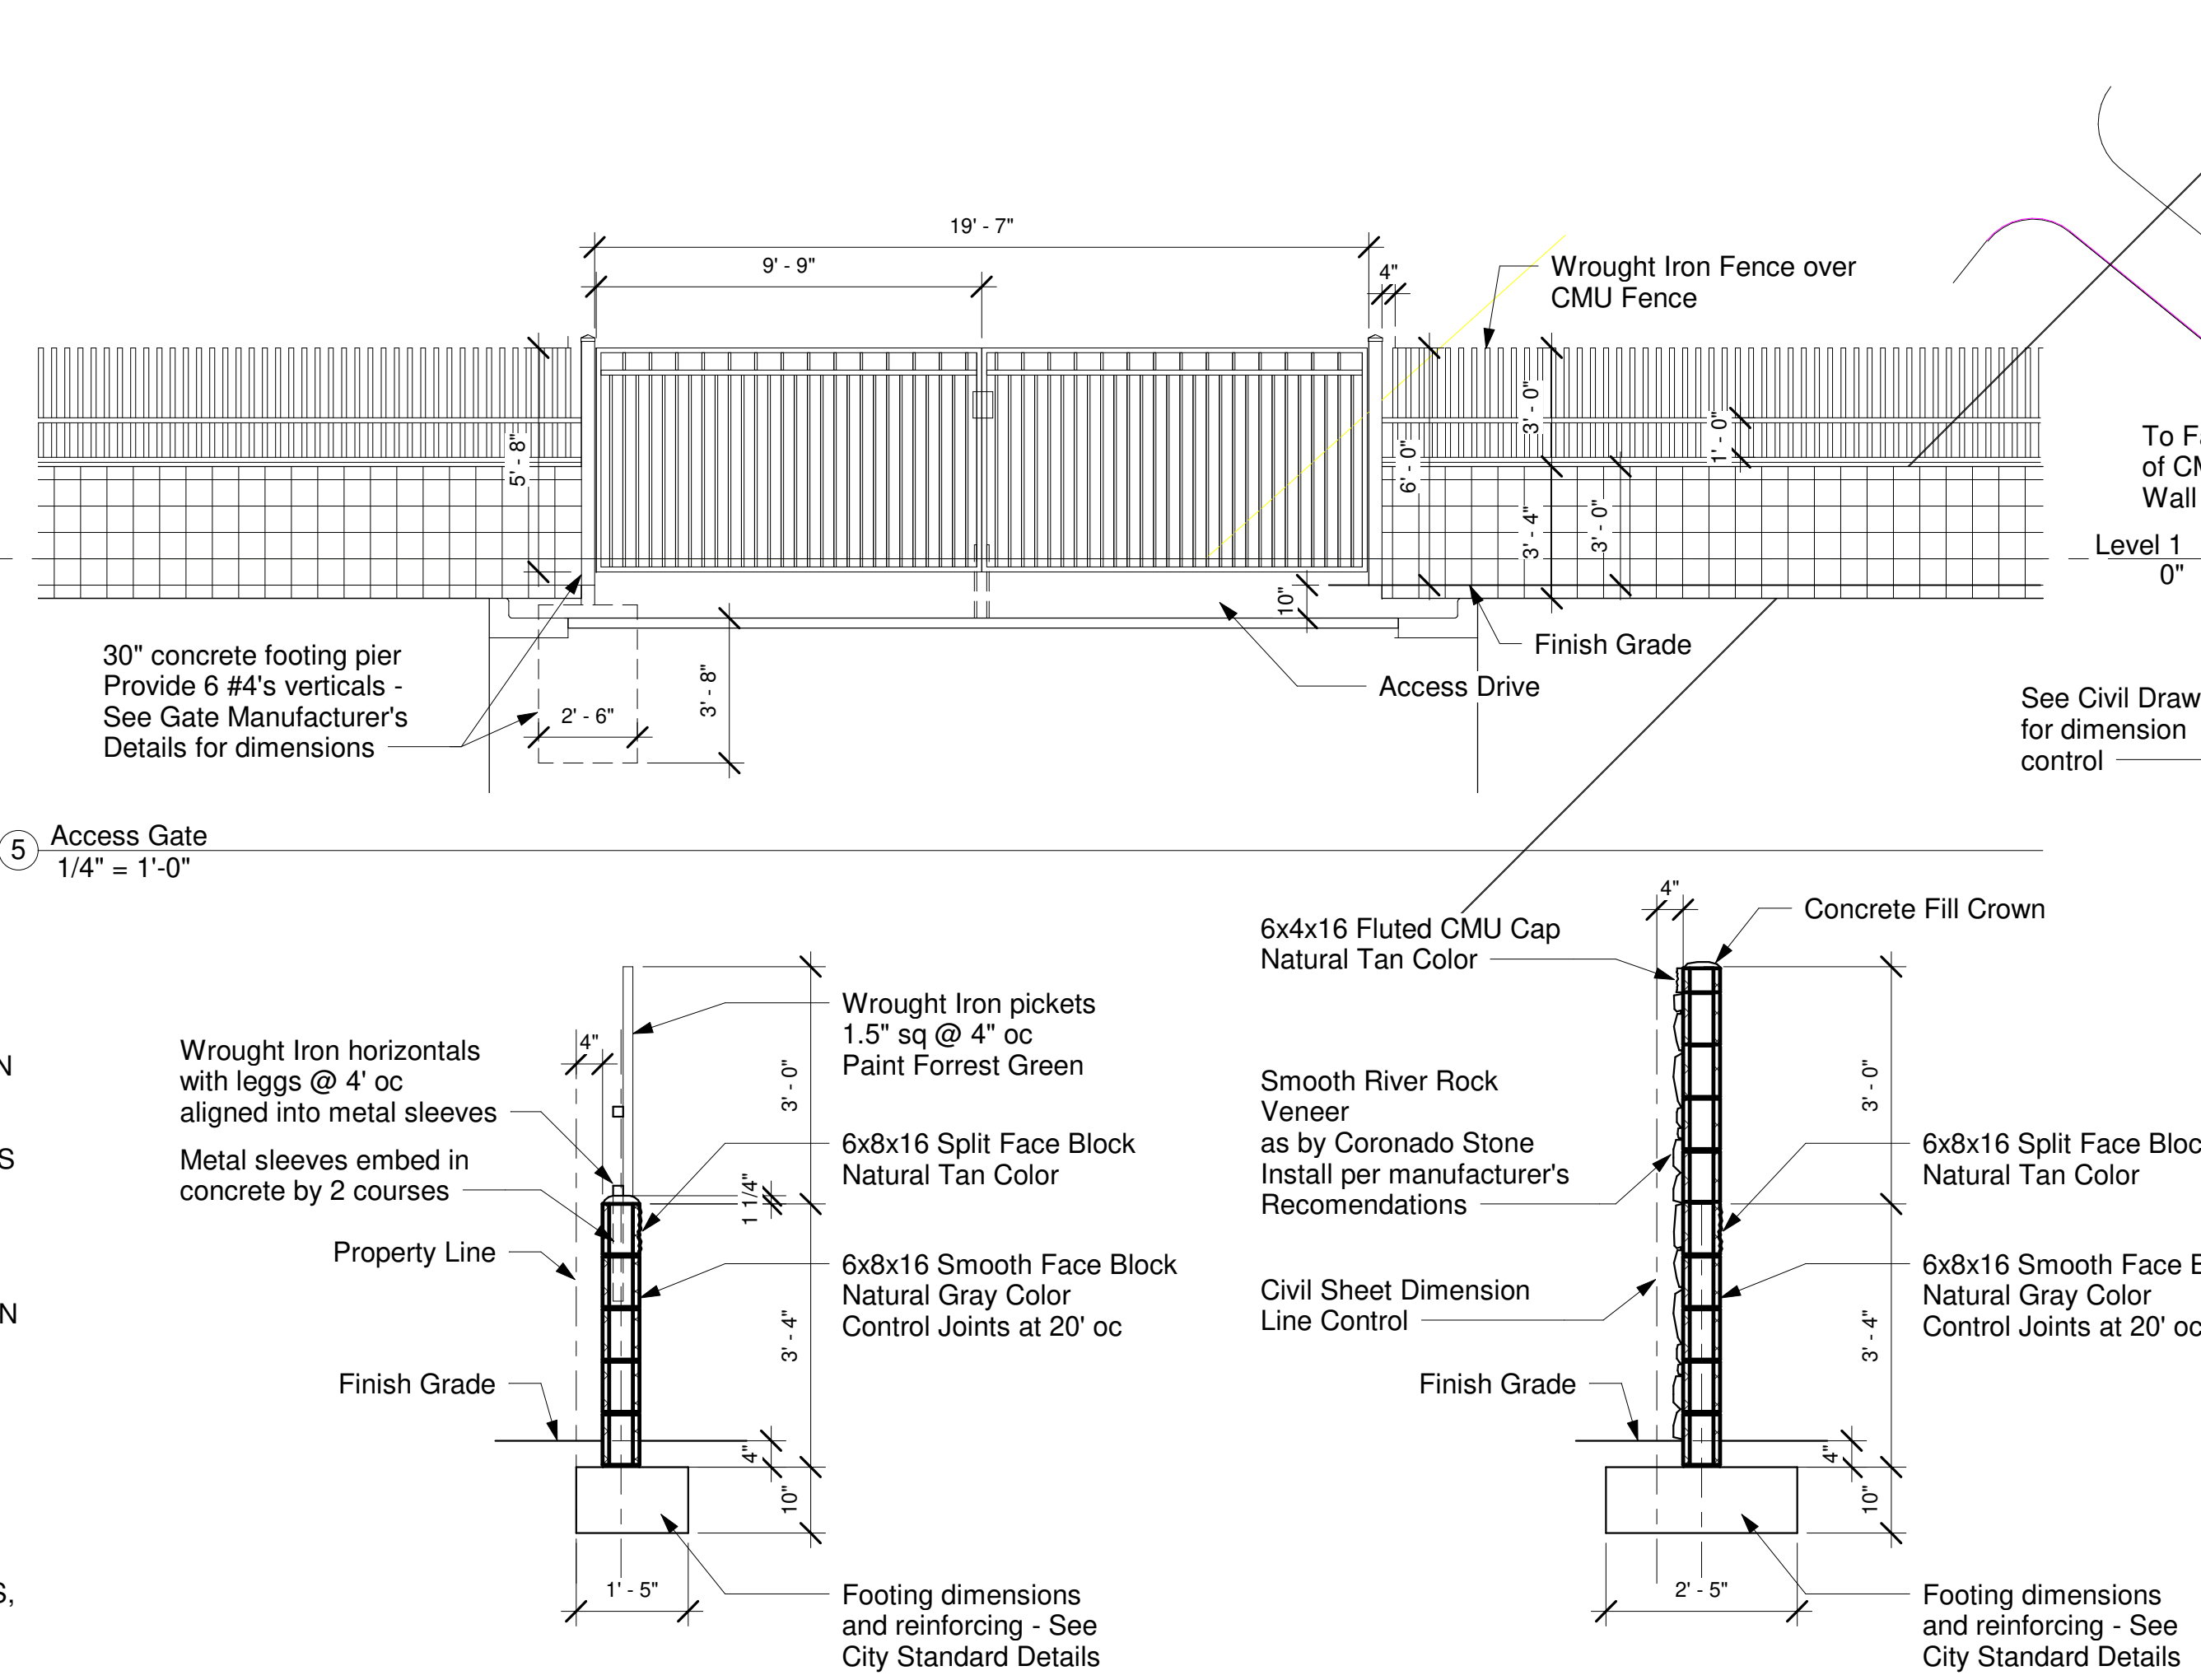 19' - 7"
9' - 9"
4"
Wrought Iron Fence over
CMU Fence
5' - 8"
6' - 0"
3' - 0"
1' - 0"
3' - 4"
3' - 0"
10"
To
of
Wall
Level 1
0"
30" concrete footing pier
Provide 6 #4's verticals -
See Gate Manufacturer's
Details for dimensions
2' - 6"
3' - 8"
Finish Grade
Access Drive
See Civil
for dimension
control
5
Access Gate
1/4" = 1'-0"
Wrought Iron horizontals
with leggs @ 4' oc
aligned into metal sleeves
Metal sleeves embed in
concrete by 2 courses
Property Line
Finish Grade
4"
Wrought Iron pickets
1.5" sq @ 4" oc
Paint Forrest Green
6x8x16 Split Face Block
Natural Tan Color
6x8x16 Smooth Face Block
Natural Gray Color
Control Joints at 20' oc
3' - 0"
1 1/4"
3' - 4"
4"
10"
1' - 5"
Footing dimensions
and reinforcing - See
City Standard Details
6x4x16 Fluted CMU Cap
Natural Tan Color
Smooth River Rock
Veneer
as by Coronado Stone
Install per manufacturer's
Recomendations
Civil Sheet Dimension
Line Control
Finish Grade
4"
Concrete Fill Crown
3' - 0"
6x8x16 Split Face
Natural Tan Color
6x8x16 Smooth Face
Natural Gray Color
Control Joints at 20' oc
3' - 4"
4"
10"
2' - 5"
Footing dimensions
and reinforcing - See
City Standard Details